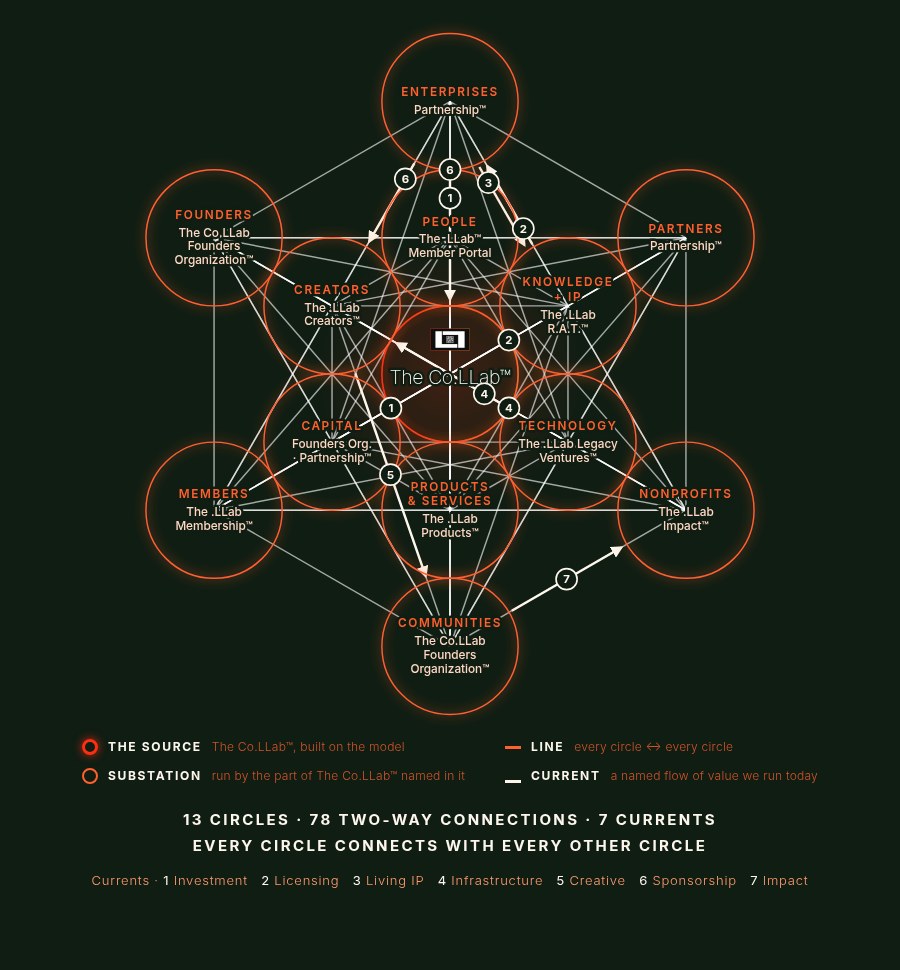 ENTERPRISES
Partnership™
6
6
3
1
2
FOUNDERS
The Co.LLab
Founders
Organization™
PEOPLE
The .LLab™
Member Portal
PARTNERS
Partnership™
CREATORS
The .LLab
Creators™
KNOWLEDGE
+ IP
The .LLab
R.A.T.™
2
The Co.LLab™
4
1
4
CAPITAL
Founders Org.
· Partnership™
TECHNOLOGY
The .LLab Legacy
Ventures™
5
MEMBERS
The .LLab
Membership™
PRODUCTS
& SERVICES
The .LLab
Products™
NONPROFITS
The .LLab
Impact™
7
COMMUNITIES
The Co.LLab
Founders
Organization™
THE SOURCE The Co.LLab™, built on the model
LINE every circle ↔ every circle
SUBSTATION run by the part of The Co.LLab™ named in it
CURRENT a named flow of value we run today
13 CIRCLES · 78 TWO-WAY CONNECTIONS · 7 CURRENTS
EVERY CIRCLE CONNECTS WITH EVERY OTHER CIRCLE
Currents · 1 Investment 2 Licensing 3 Living IP 4 Infrastructure 5 Creative 6 Sponsorship 7 Impact